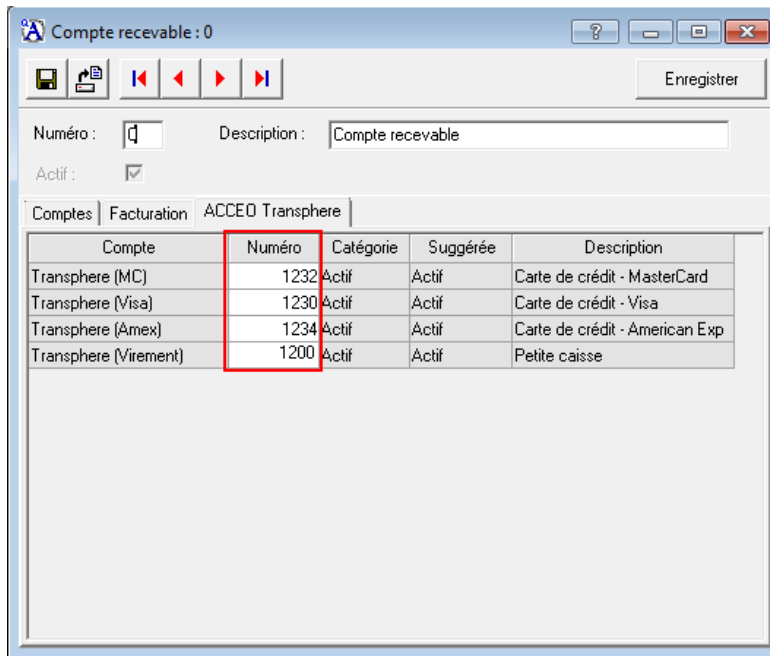 Compte recevable : 0
Enregistrer
Numéro : 0 Description : Compte recevable
Actif :
Comptes Facturation ACCEO Transphere
Compte Numéro Catégorie Suggérée Description
Transphere (MC) 1232 Actif Actif Carte de crédit - MasterCard
Transphere (Visa) 1230 Actif Actif Carte de crédit - Visa
Transphere (Amex) 1234 Actif Actif Carte de crédit - American Exp
Transphere (Virement) 1200 Actif Actif Petite caisse